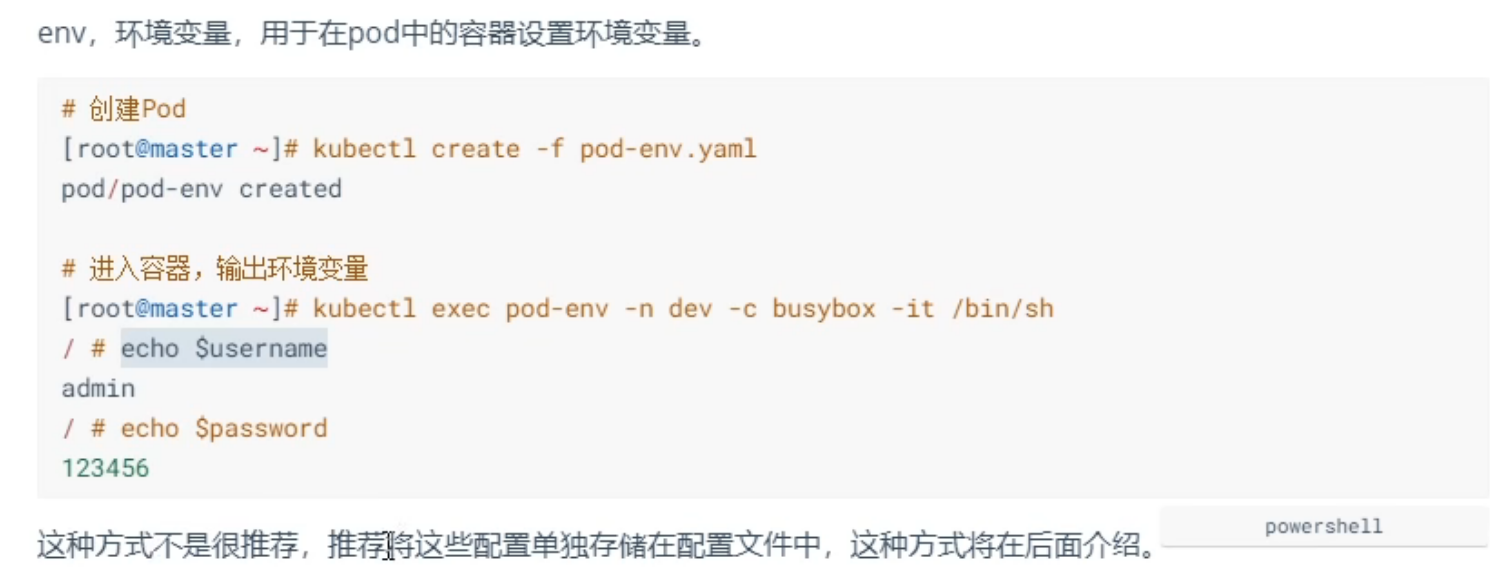 env，环境变量，用于在pod中的容器设置环境变量。
# 创建Pod
[root@master ~]# kubectl create -f pod-env.yaml
pod/pod-env created
# 进入容器，输出环境变量
[root@master ~]# kubectl exec pod-env -n dev -c busybox -it /bin/sh
/ # echo $username
admin
/ # echo $password
123456
这种方式不是很推荐，推荐将这些配置单独存储在配置文件中，这种方式将在后面介绍。
powershell